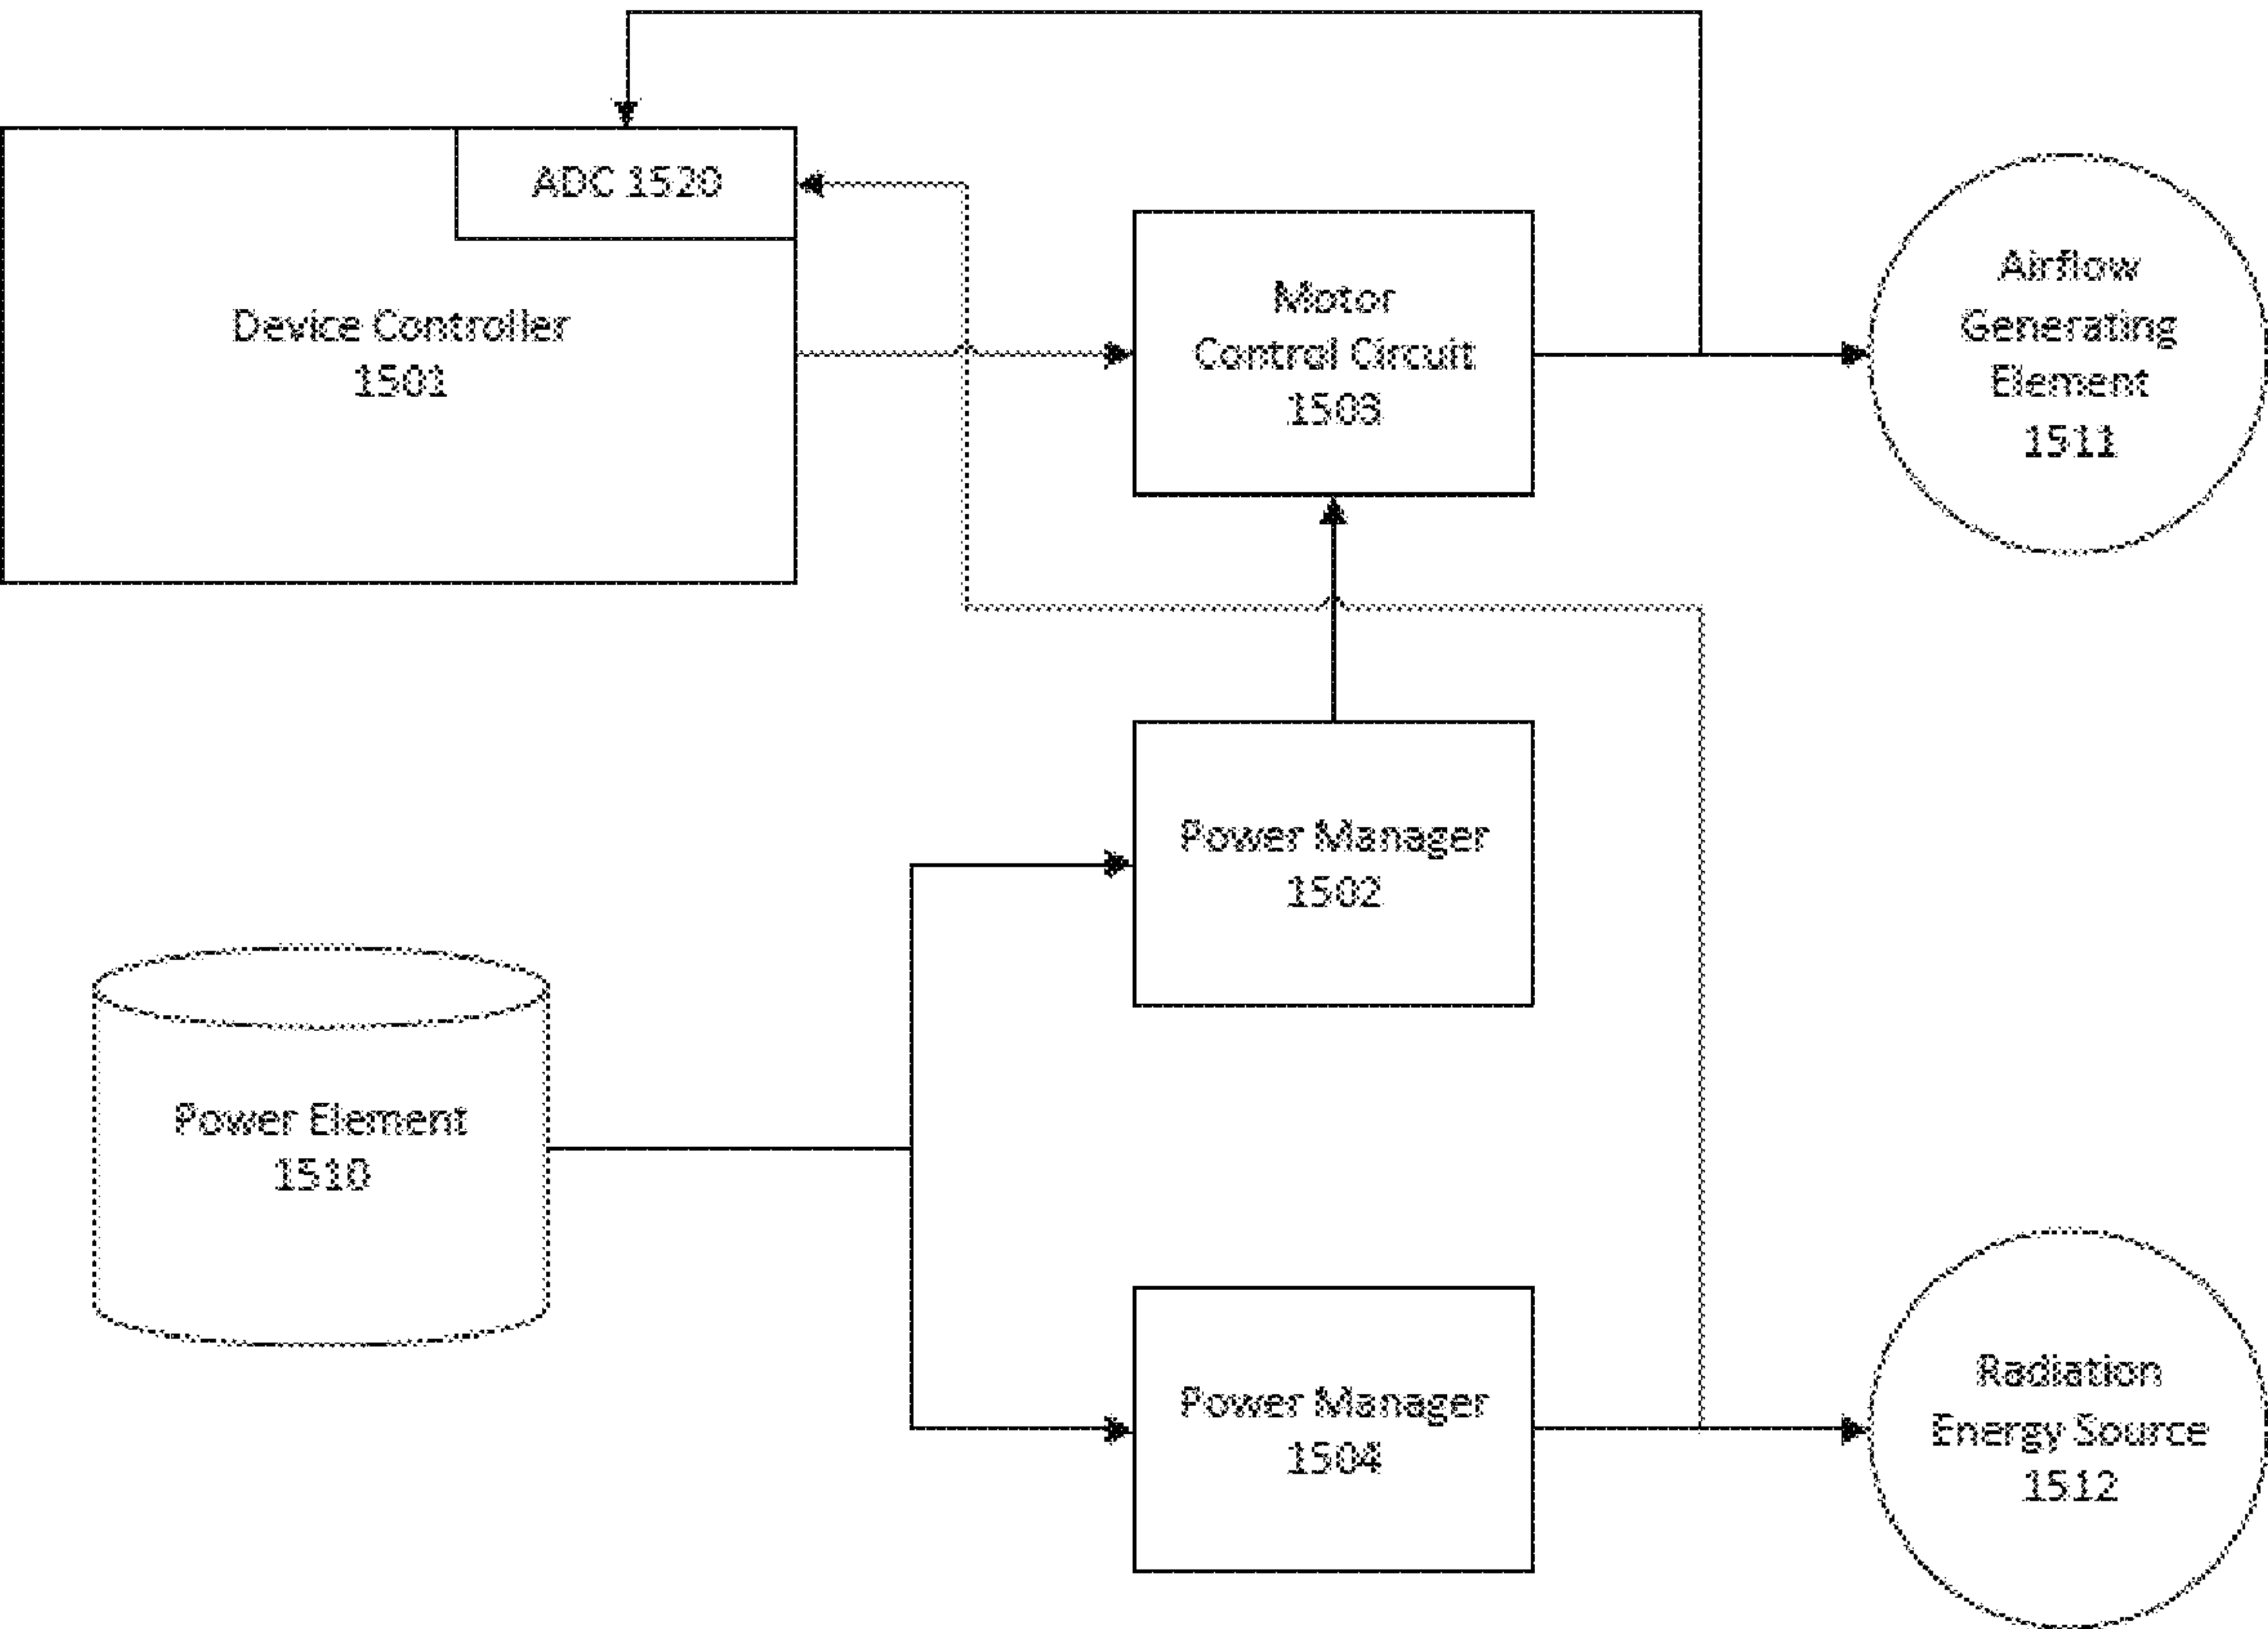 ADC 1520
Device Controller
1501
Motor
Control Circuit
1503
Airflow
Generating
Element
1511
Power Manager
1502
Power Element
1510
Power Manager
1504
Radiation
Energy Source
1512